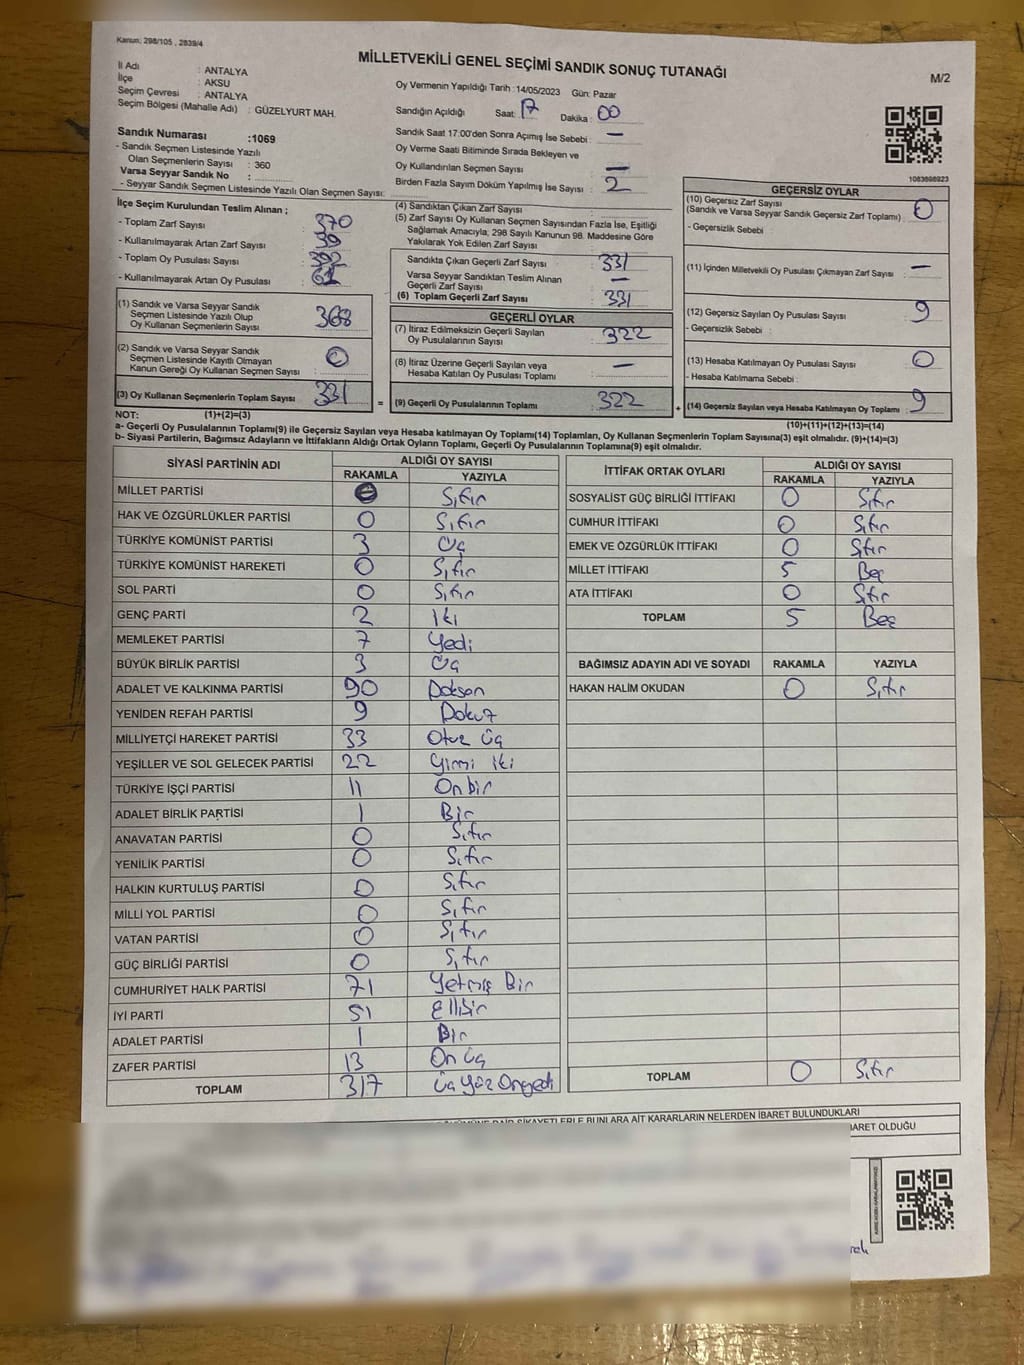 Kanun: 298/105 , 2839/4
MİLLETVEKİLİ GENEL SEÇİMİ SANDIK SONUÇ TUTANAĞI
M/2
İl Adı : ANTALYA
İlçe : AKSU
Seçim Çevresi : ANTALYA
Seçim Bölgesi (Mahalle Adı) : GÜZELYURT MAH.
Sandık Numarası :1069
- Sandık Seçmen Listesinde Yazılı
Olan Seçmenlerin Sayısı : 360
Varsa Seyyar Sandık No :
- Seyyar Sandık Seçmen Listesinde Yazılı Olan Seçmen Sayısı:
Oy Vermenin Yapıldığı Tarih : 14/05/2023 Gün: Pazar
Sandığın Açıldığı Saat: 17 Dakika : 00
Sandık Saat 17:00'den Sonra Açımış İse Sebebi : —
Oy Verme Saati Bitiminde Sırada Bekleyen ve
Oy Kullandırılan Seçmen Sayısı : —
Birden Fazla Sayım Döküm Yapılmış İse Sayısı : 2
1083698923
İlçe Seçim Kurulundan Teslim Alınan ;
- Toplam Zarf Sayısı : 370
- Kullanılmayarak Artan Zarf Sayısı : 39
- Toplam Oy Pusulası Sayısı :
- Kullanılmayarak Artan Oy Pusulası :
(1) Sandık ve Varsa Seyyar Sandık
Seçmen Listesinde Yazılı Olup
Oy Kullanan Seçmenlerin Sayısı :
(2) Sandık ve Varsa Seyyar Sandık
Seçmen Listesinde Kayıtlı Olmayan
Kanun Gereği Oy Kullanan Seçmen Sayısı : 0
(3) Oy Kullanan Seçmenlerin Toplam Sayısı : 331
(4) Sandıktan Çıkan Zarf Sayısı :
(5) Zarf Sayısı Oy Kullanan Seçmen Sayısından Fazla İse, Eşitliği
Sağlamak Amacıyla; 298 Sayılı Kanunun 98. Maddesine Göre
Yakılarak Yok Edilen Zarf Sayısı :
Sandıkta Çıkan Geçerli Zarf Sayısı : 331
Varsa Seyyar Sandıktan Teslim Alınan
Geçerli Zarf Sayısı : —
(6) Toplam Geçerli Zarf Sayısı : 331
GEÇERLİ OYLAR
(7) İtiraz Edilmeksizin Geçerli Sayılan
Oy Pusulalarının Sayısı : 322
(8) İtiraz Üzerine Geçerli Sayılan veya
Hesaba Katılan Oy Pusulası Toplamı : —
= (9) Geçerli Oy Pusulalarının Toplamı : 322
GEÇERSİZ OYLAR
(10) Geçersiz Zarf Sayısı
(Sandık ve Varsa Seyyar Sandık Geçersiz Zarf Toplamı) : 0
- Geçersizlik Sebebi :
(11) İçinden Milletvekili Oy Pusulası Çıkmayan Zarf Sayısı : —
(12) Geçersiz Sayılan Oy Pusulası Sayısı : 9
- Geçersizlik Sebebi :
(13) Hesaba Katılmayan Oy Pusulası Sayısı : 0
- Hesaba Katılmama Sebebi :
+ (14) Geçersiz Sayılan veya Hesaba Katılmayan Oy Toplamı : 9
NOT: (1)+(2)=(3)
(10)+(11)+(12)+(13)=(14)
a- Geçerli Oy Pusulalarının Toplamı(9) ile Geçersiz Sayılan veya Hesaba katılmayan Oy Toplamı(14) Toplamları, Oy Kullanan Seçmenlerin Toplam Sayısına(3) eşit olmalıdır. (9)+(14)=(3)
b- Siyasi Partilerin, Bağımsız Adayların ve İttifakların Aldığı Ortak Oyların Toplamı, Geçerli Oy Pusulalarının Toplamına(9) eşit olmalıdır.
SİYASİ PARTİNİN ADI ALDIĞI OY SAYISI
RAKAMLA YAZIYLA
MİLLET PARTİSİ 0 Sıfır
HAK VE ÖZGÜRLÜKLER PARTİSİ 0 Sıfır
TÜRKİYE KOMÜNİST PARTİSİ 3 Üç
TÜRKİYE KOMÜNİST HAREKETİ 0 Sıfır
SOL PARTİ 0 Sıfır
GENÇ PARTİ 2 İki
MEMLEKET PARTİSİ 7 Yedi
BÜYÜK BİRLİK PARTİSİ 3 Üç
ADALET VE KALKINMA PARTİSİ 90 Doksan
YENİDEN REFAH PARTİSİ 9 Dokuz
MİLLİYETÇİ HAREKET PARTİSİ 33 Otuz üç
YEŞİLLER VE SOL GELECEK PARTİSİ 22 Yirmi iki
TÜRKİYE İŞÇİ PARTİSİ 11 On bir
ADALET BİRLİK PARTİSİ 1 Bir
ANAVATAN PARTİSİ 0 Sıfır
YENİLİK PARTİSİ 0 Sıfır
HALKIN KURTULUŞ PARTİSİ 0 Sıfır
MİLLİ YOL PARTİSİ 0 Sıfır
VATAN PARTİSİ 0 Sıfır
GÜÇ BİRLİĞİ PARTİSİ 0 Sıfır
CUMHURİYET HALK PARTİSİ 71 Yetmiş Bir
İYİ PARTİ 51 Ellibir
ADALET PARTİSİ 1 Bir
ZAFER PARTİSİ 13 On üç
TOPLAM 317 üç yüz Onyedi
İTTİFAK ORTAK OYLARI ALDIĞI OY SAYISI
RAKAMLA YAZIYLA
SOSYALİST GÜÇ BİRLİĞİ İTTİFAKI 0 Sıfır
CUMHUR İTTİFAKI 0 Sıfır
EMEK VE ÖZGÜRLÜK İTTİFAKI 0 Sıfır
MİLLET İTTİFAKI 5 Beş
ATA İTTİFAKI 0 Sıfır
TOPLAM 5 Beş
BAĞIMSIZ ADAYIN ADI VE SOYADI RAKAMLA YAZIYLA
HAKAN HALİM OKUDAN 0 Sıfır
TOPLAM 0 Sıfır
ŞİKAYETLERLE BUNLARA AİT KARARLARIN NELERDEN İBARET BULUNDUKLARI
BARET OLDUĞU